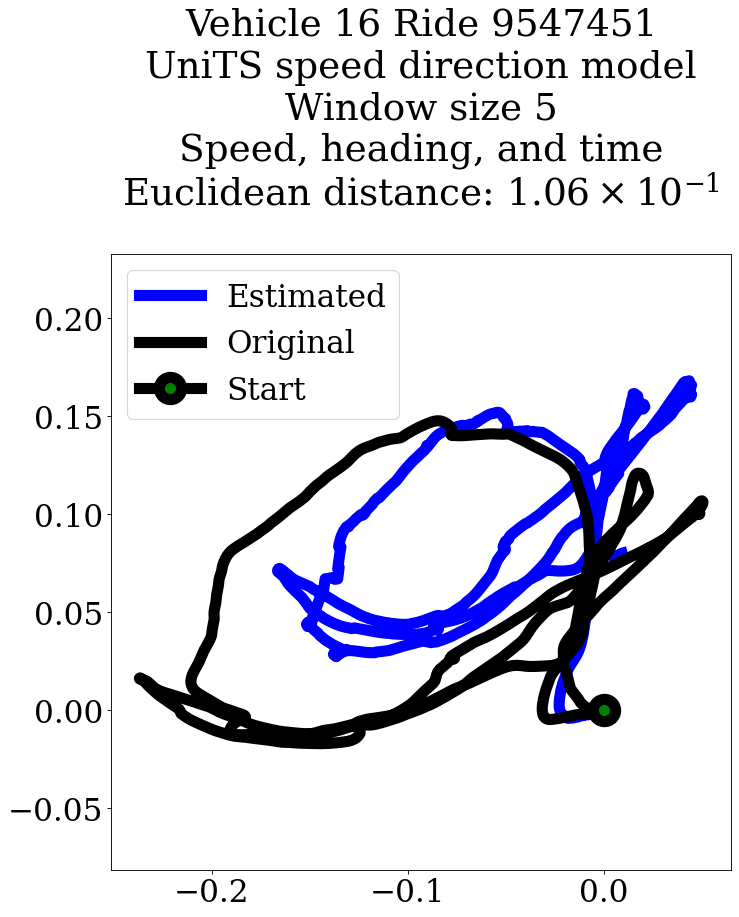 Vehicle 16 Ride 9547451
UniTS speed direction model
Window size 5
Speed, heading, and time
Euclidean distance: 1.06 × 10⁻¹
Estimated
Original
Start
0.20
0.15
0.10
0.05
0.00
−0.05
−0.2
−0.1
0.0